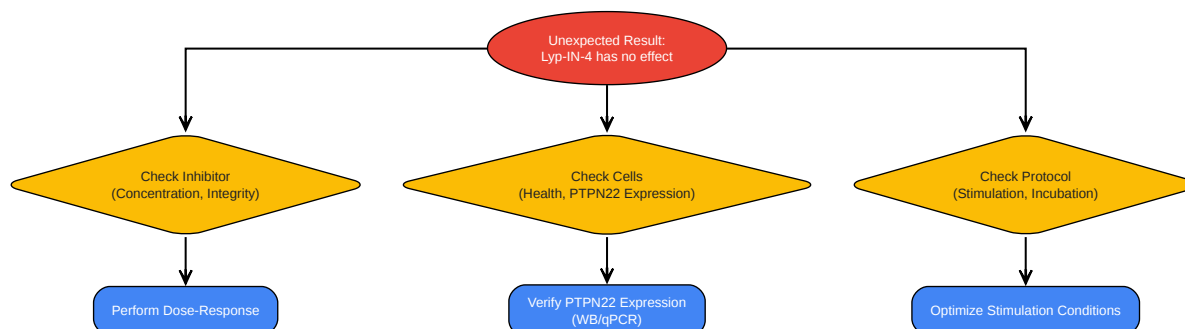 Unexpected Result:
Lyp-IN-4 has no effect
Check Inhibitor
(Concentration, Integrity)
Check Cells
(Health, PTPN22 Expression)
Check Protocol
(Stimulation, Incubation)
Perform Dose-Response
Verify PTPN22 Expression
(WB/qPCR)
Optimize Stimulation Conditions